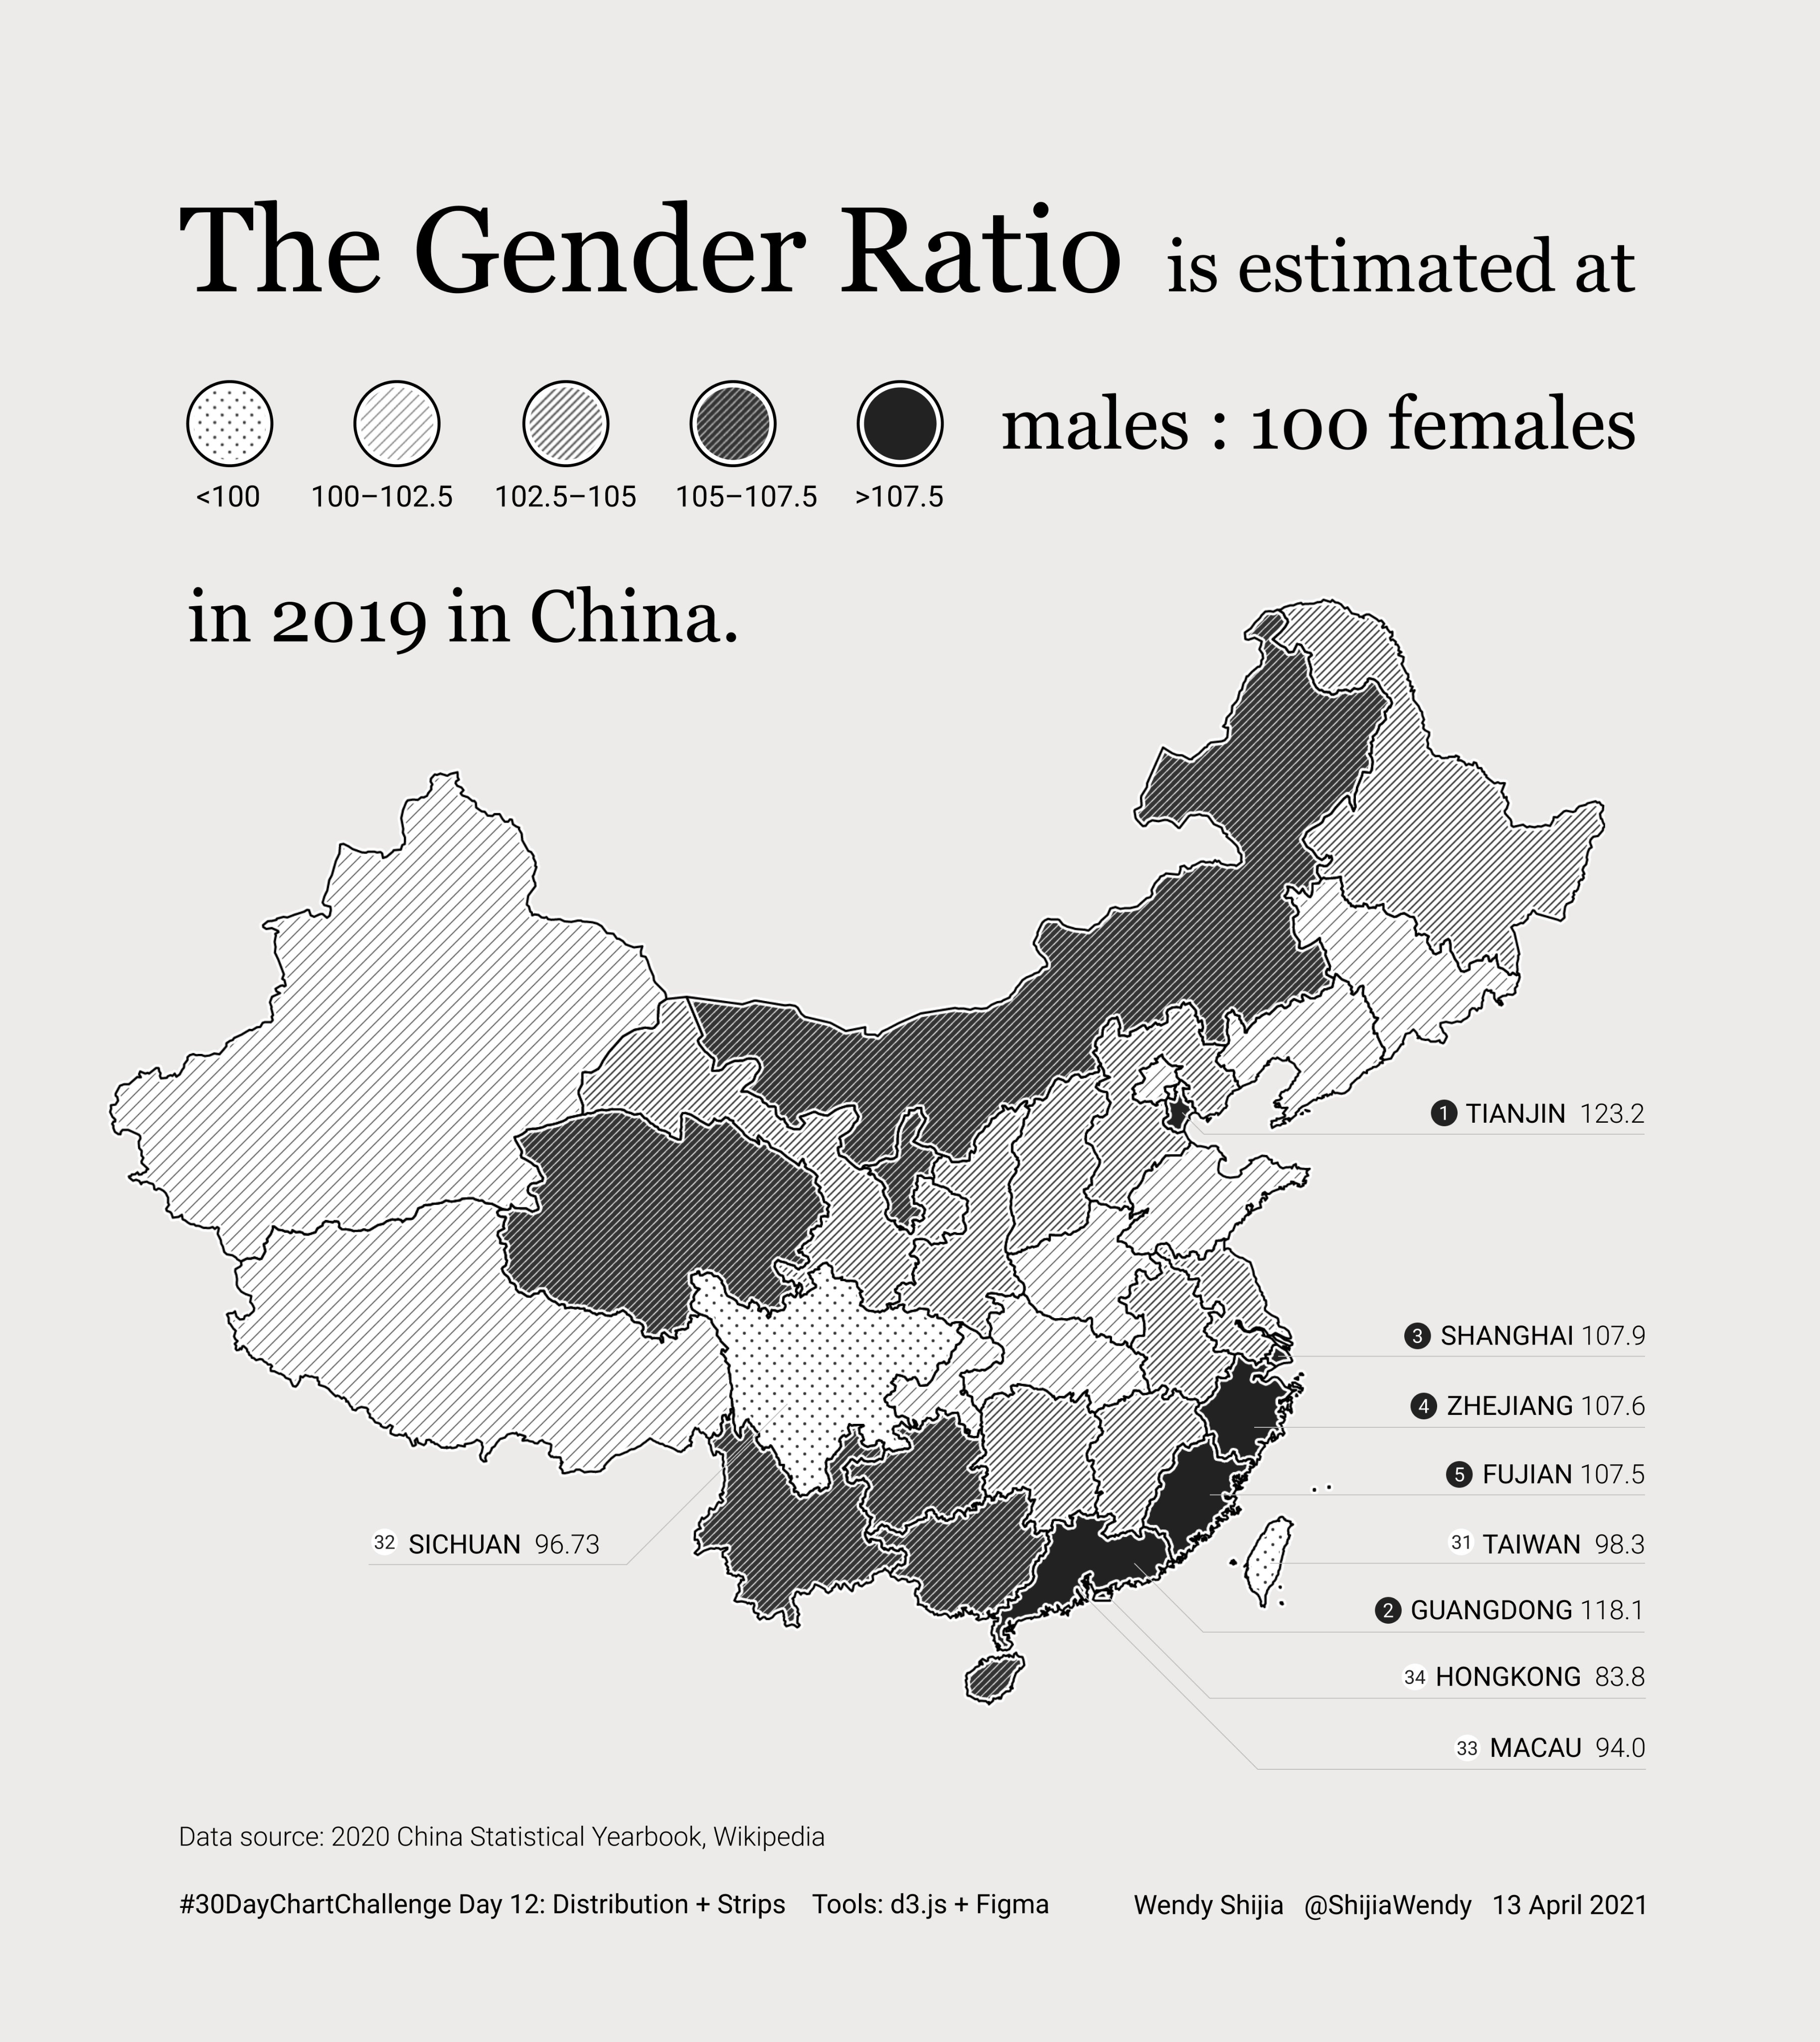 The Gender Ratio is estimated at
males : 100 females
<100 100–102.5 102.5–105 105–107.5 >107.5
in 2019 in China.
1 TIANJIN 123.2
3 SHANGHAI 107.9
4 ZHEJIANG 107.6
5 FUJIAN 107.5
32 SICHUAN 96.73
31 TAIWAN 98.3
2 GUANGDONG 118.1
34 HONGKONG 83.8
33 MACAU 94.0
Data source: 2020 China Statistical Yearbook, Wikipedia
#30DayChartChallenge Day 12: Distribution + Strips Tools: d3.js + Figma Wendy Shijia @ShijiaWendy 13 April 2021